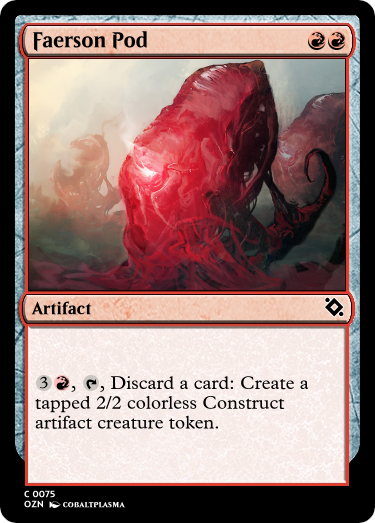 Faerson Pod
3, , Discard a card: Create a
tapped 2/2 colorless Construct
artifact creature token.
Artifact
C 0075
OZN COBALTPLASMA